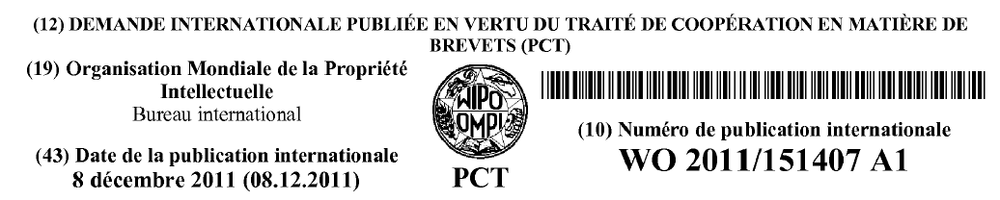 (12) DEMANDE INTERNATIONALE PUBLIÉE EN VERTU DU TRAITÉ DE COOPÉRATION EN MATIÈRE DE
BREVETS (PCT)
(19) Organisation Mondiale de la Propriété
Intellectuelle
Bureau international
(43) Date de la publication internationale
8 décembre 2011 (08.12.2011)
WIPO
OMPI
PCT
(10) Numéro de publication internationale
WO 2011/151407 A1